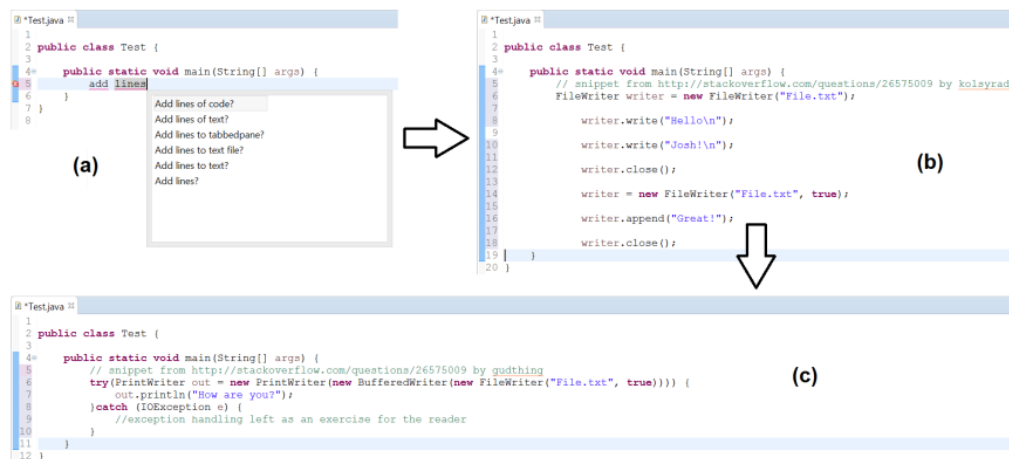 *Test.java
1
2 public class Test {
3
4 public static void main(String[] args) {
5 add lines
6 }
7 }
8
Add lines of code?
Add lines of text?
Add lines to tabbedpane?
Add lines to text file?
Add lines to text?
Add lines?
(a)
*Test.java
1
2 public class Test {
3
4 public static void main(String[] args) {
5 // snippet from http://stackoverflow.com/questions/26575009 by kolsyrad
6 FileWriter writer = new FileWriter("File.txt");
7
8 writer.write("Hello\n");
9
10 writer.write("Josh!\n");
11
12 writer.close();
13
14 writer = new FileWriter("File.txt", true);
15
16 writer.append("Great!");
17
18 writer.close();
19 }
20 }
(b)
*Test.java
1
2 public class Test {
3
4 public static void main(String[] args) {
5 // snippet from http://stackoverflow.com/questions/26575009 by gudthing
6 try(PrintWriter out = new PrintWriter(new BufferedWriter(new FileWriter("File.txt", true)))) {
7 out.println("How are you?");
8 }catch (IOException e) {
9 //exception handling left as an exercise for the reader
10 }
11 }
12 }
(c)